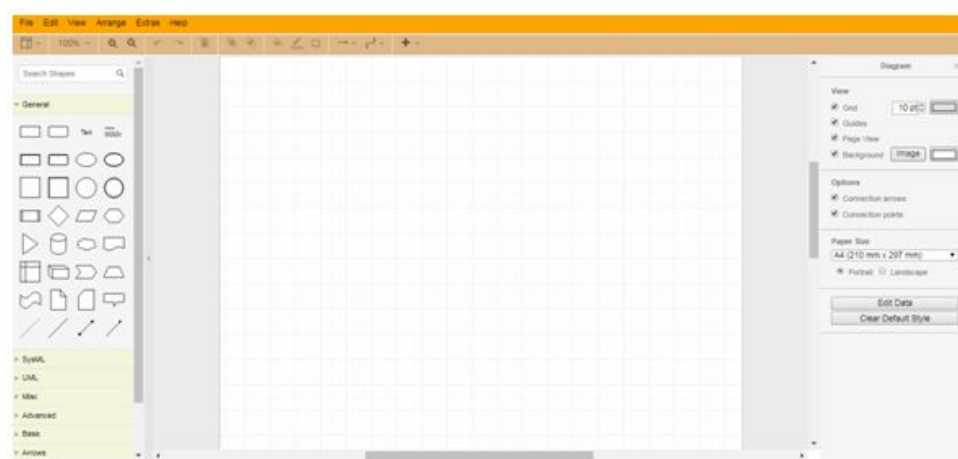 File Edit View Arrange Extras Help
100%
Search Shapes
General
Text
SysML
UML
Misc
Advanced
Basic
Arrows
Diagram
View
Grid 10 pt
Guides
Page View
Background Image
Options
Connection arrows
Connection points
Paper Size
A4 (210 mm x 297 mm)
Portrait Landscape
Edit Data
Clear Default Style